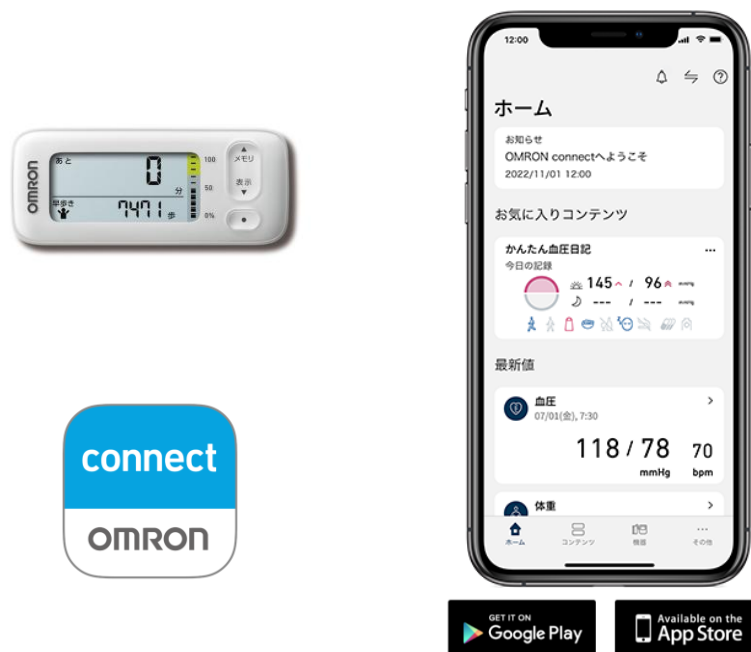 OMRON
あと
0
分
早歩き
7471 歩
100
50
0%
メモリ
表示
connect
OMRON
12:00
ホーム
お知らせ
OMRON connectへようこそ
2022/11/01 12:00
お気に入りコンテンツ
かんたん血圧日記
今日の記録
145 / 96 mmHg
--- / --- mmHg
最新値
血圧
07/01(金), 7:30
118 / 78 70
mmHg bpm
体重
ホーム コンテンツ 機器 その他
GET IT ON
Google Play
Available on the
App Store